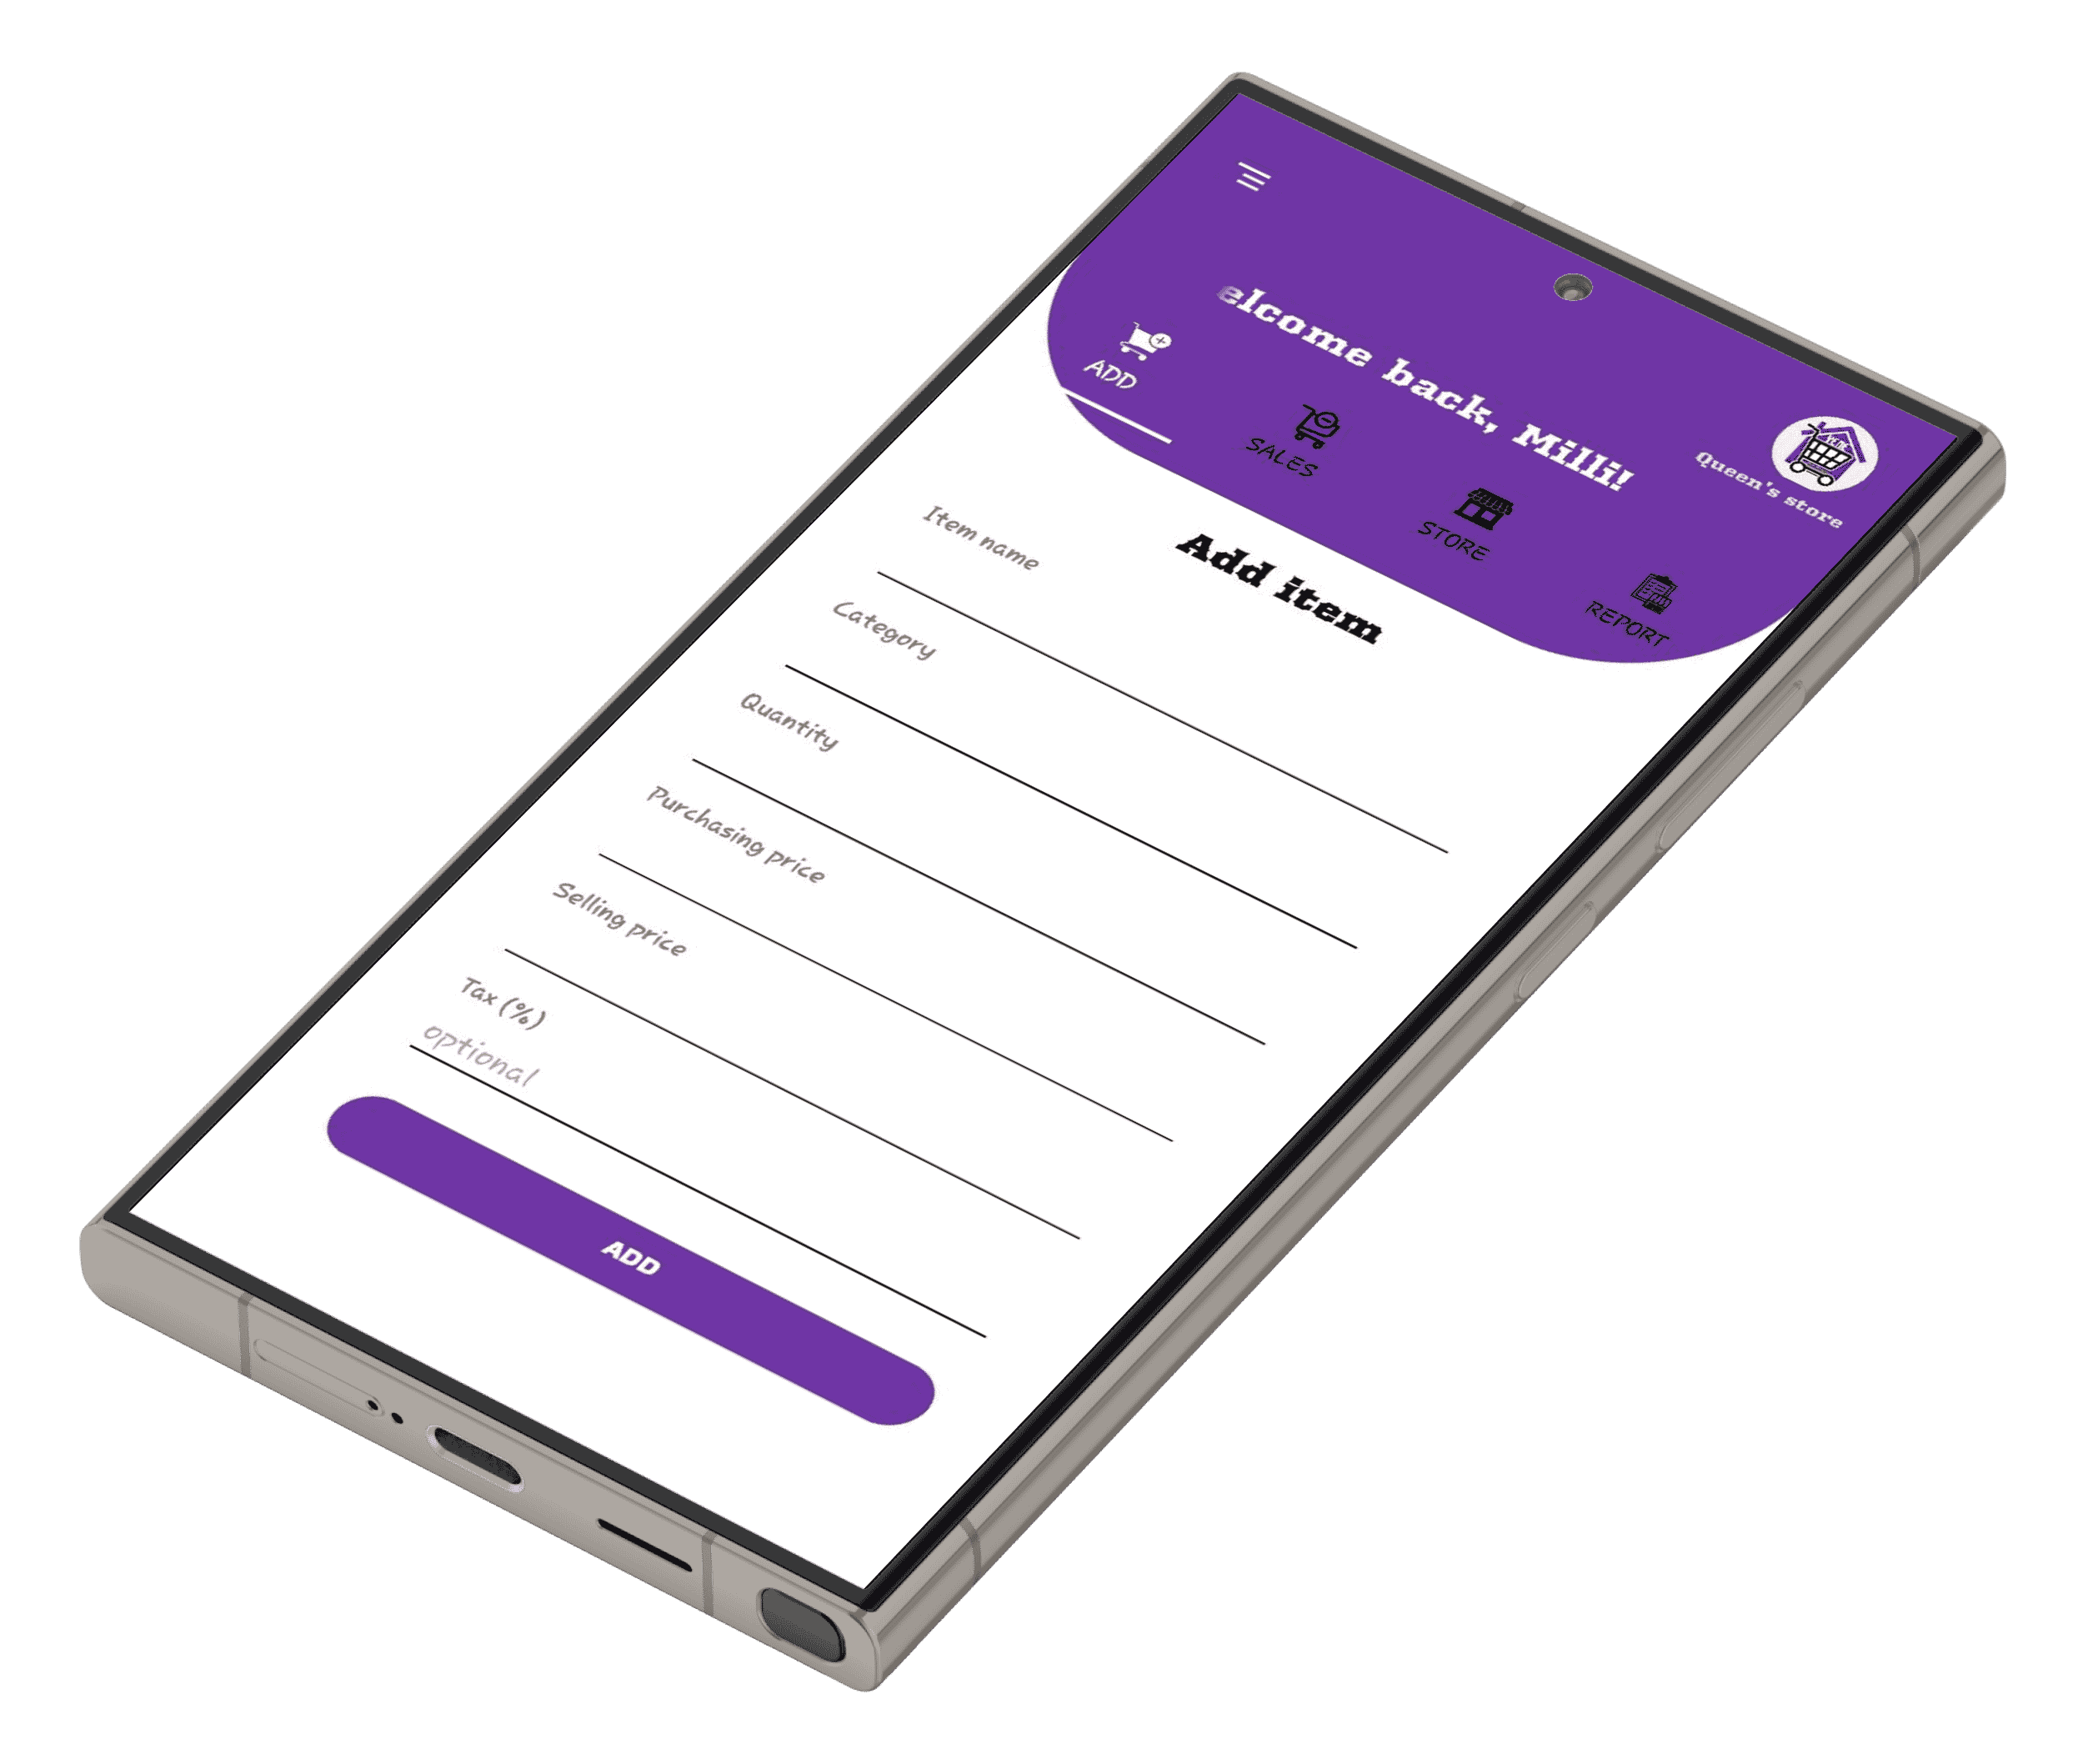 elcome back, Milli!
Queen's store
ADD
SALES
STORE
REPORT
Add item
Item name
Category
Quantity
Purchasing price
Selling price
Tax (%)
optional
ADD